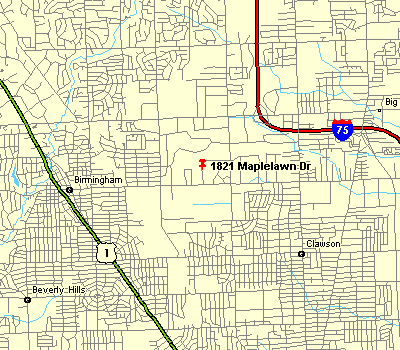 Big
75
1821 Maplelawn Dr
Birmingham
Clawson
1
Beverly Hills